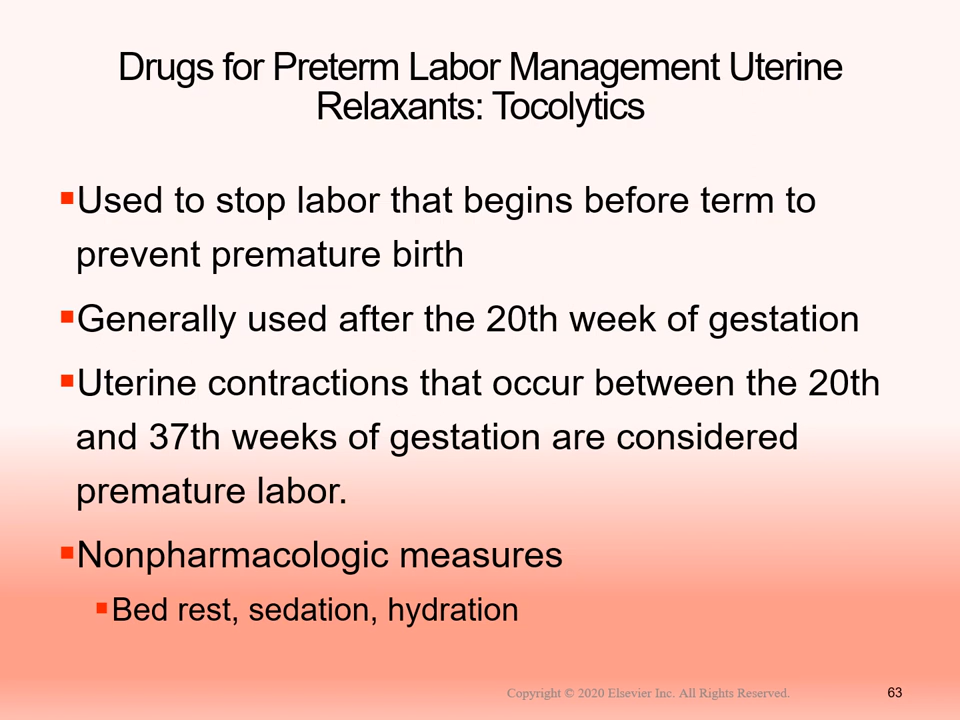 Drugs for Preterm Labor Management Uterine
Relaxants: Tocolytics
▪Used to stop labor that begins before term to
prevent premature birth
▪Generally used after the 20th week of gestation
▪Uterine contractions that occur between the 20th
and 37th weeks of gestation are considered
premature labor.
▪Nonpharmacologic measures
▪Bed rest, sedation, hydration
Copyright © 2020 Elsevier Inc. All Rights Reserved.
63